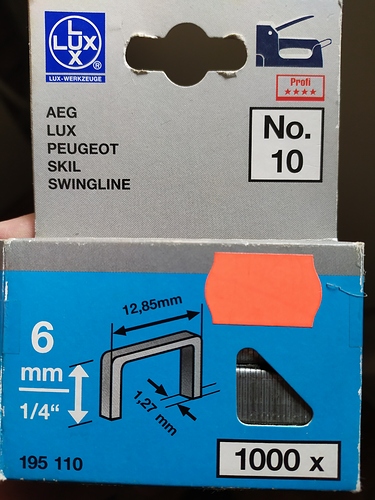 LUX
LUX
®
LUX-WERKZEUGE
Profi
★★★★
AEG
LUX
PEUGEOT
SKIL
SWINGLINE
No.
10
12,85mm
6
mm
1/4“
1,27 mm
195 110
1000 x